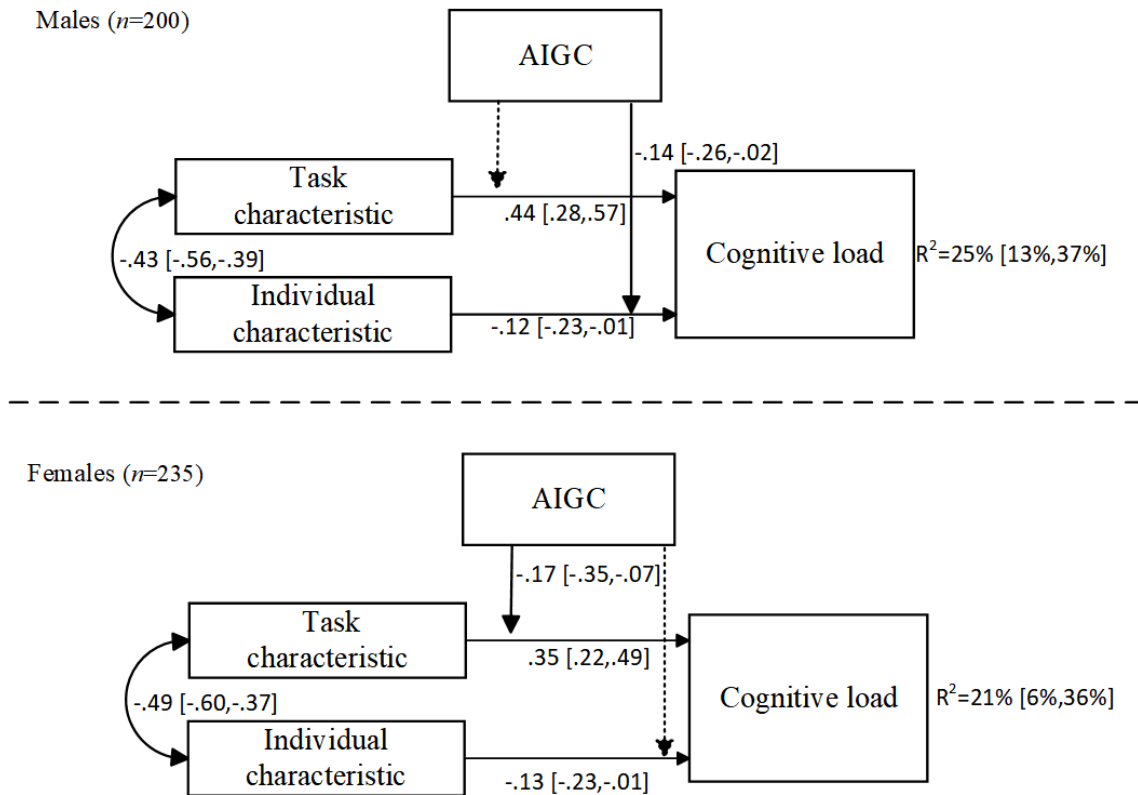 Males (n=200)
AIGC
-.14 [-.26,-.02]
Task
characteristic
.44 [.28,.57]
-.43 [-.56,-.39]
Cognitive load
R²=25% [13%,37%]
Individual
characteristic
-.12 [-.23,-.01]
Females (n=235)
AIGC
-.17 [-.35,-.07]
Task
characteristic
.35 [.22,.49]
-.49 [-.60,-.37]
Cognitive load
R²=21% [6%,36%]
Individual
characteristic
-.13 [-.23,-.01]